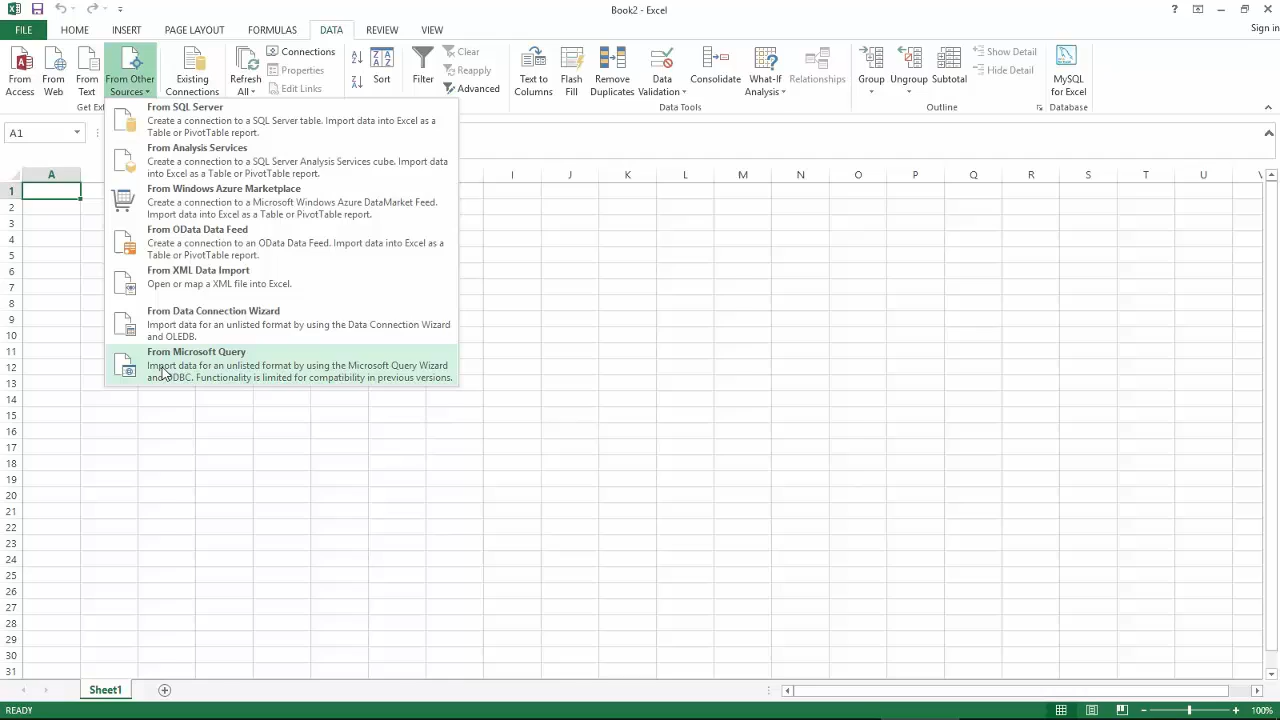 Book2 - Excel
FILE HOME INSERT PAGE LAYOUT FORMULAS DATA REVIEW VIEW Sign in
From Access
From Web
From Text
From Other Sources
Existing Connections
Refresh All
Connections
Properties
Edit Links
Sort
Filter
Clear
Reapply
Advanced
Text to Columns
Flash Fill
Remove Duplicates
Data Validation
Consolidate
What-If Analysis
Relationships
Group
Ungroup
Subtotal
Show Detail
Hide Detail
MySQL for Excel
Get Ex
Data Tools
Outline
Database
A1
From SQL Server
Create a connection to a SQL Server table. Import data into Excel as a
Table or PivotTable report.
From Analysis Services
Create a connection to a SQL Server Analysis Services cube. Import data
into Excel as a Table or PivotTable report.
From Windows Azure Marketplace
Create a connection to a Microsoft Windows Azure DataMarket Feed.
Import data into Excel as a Table or PivotTable report.
From OData Data Feed
Create a connection to an OData Data Feed. Import data into Excel as a
Table or PivotTable report.
From XML Data Import
Open or map a XML file into Excel.
From Data Connection Wizard
Import data for an unlisted format by using the Data Connection Wizard
and OLEDB.
From Microsoft Query
Import data for an unlisted format by using the Microsoft Query Wizard
and ODBC. Functionality is limited for compatibility in previous versions.
A I J K L M N O P Q R S T U
1
2
3
4
5
6
7
8
9
10
11
12
13
14
15
16
17
18
19
20
21
22
23
24
25
26
27
28
29
30
31
Sheet1
READY
100%